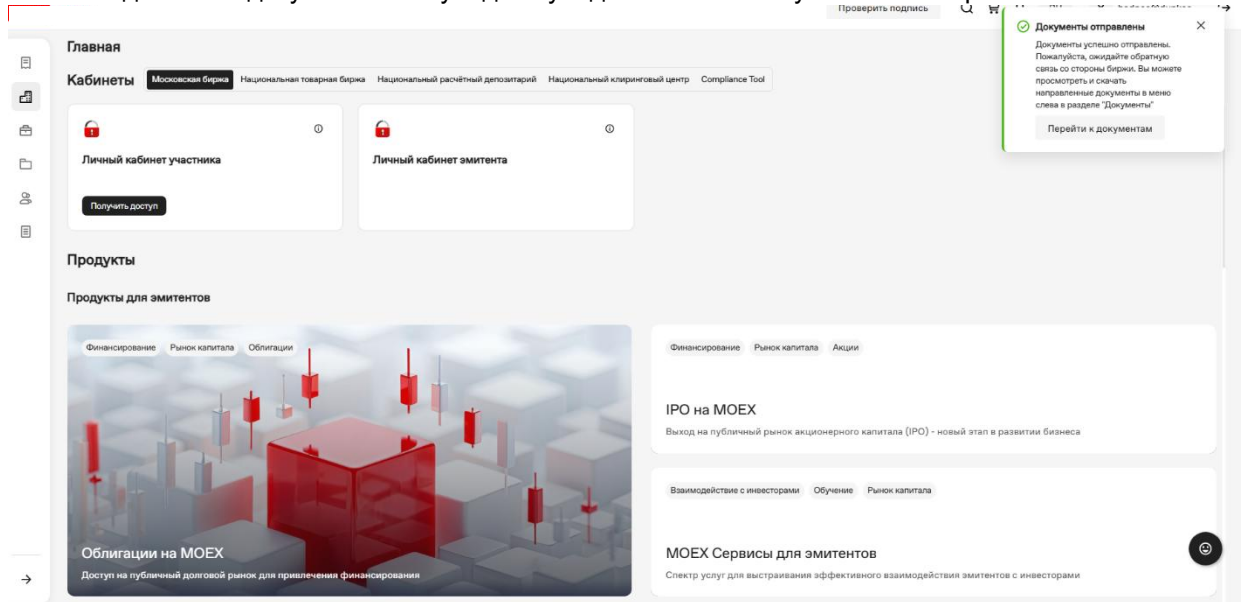 Проверить подпись
Главная
Кабинеты Московская биржа Национальная товарная биржа Национальный расчётный депозитарий Национальный клиринговый центр Compliance Tool
Документы отправлены
Документы успешно отправлены.
Пожалуйста, ожидайте обратную
связь со стороны биржи. Вы можете
просмотреть и скачать
направленные документы в меню
слева в разделе "Документы"
Перейти к документам
Личный кабинет участника
Получить доступ
Личный кабинет эмитента
Продукты
Продукты для эмитентов
Финансирование Рынок капитала Облигации
Облигации на MOEX
Доступ на публичный долговой рынок для привлечения финансирования
Финансирование Рынок капитала Акции
IPO на MOEX
Выход на публичный рынок акционерного капитала (IPO) - новый этап в развитии бизнеса
Взаимодействие с инвесторами Обучение Рынок капитала
MOEX Сервисы для эмитентов
Спектр услуг для выстраивания эффективного взаимодействия эмитентов с инвесторами